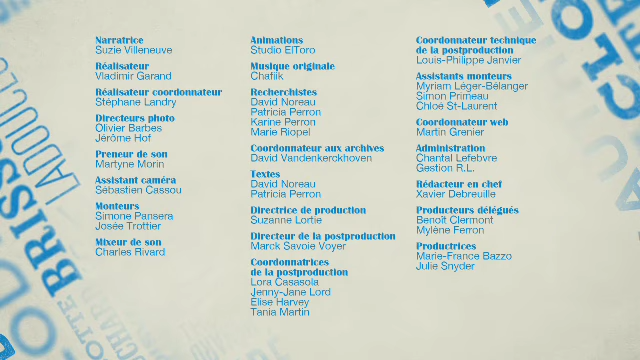 Narratrice
Suzie Villeneuve
Réalisateur
Vladimir Garand
Réalisateur coordonnateur
Stéphane Landry
Directeurs photo
Olivier Barbes
Jérôme Hof
Preneur de son
Martyne Morin
Assistant caméra
Sébastien Cassou
Monteurs
Simone Pansera
Josée Trottier
Mixeur de son
Charles Rivard
Animations
Studio ElToro
Musique originale
Chafiik
Recherchistes
David Noreau
Patricia Perron
Karine Perron
Marie Riopel
Coordonnateur aux archives
David Vandenkerckhoven
Textes
David Noreau
Patricia Perron
Directrice de production
Suzanne Lortie
Directeur de la postproduction
Marck Savoie Voyer
Coordonnatrices
de la postproduction
Lora Casasola
Jenny-Jane Lord
Élise Harvey
Tania Martin
Coordonnateur technique
de la postproduction
Louis-Philippe Janvier
Assistants monteurs
Myriam Léger-Bélanger
Simon Primeau
Chloé St-Laurent
Coordonnateur web
Martin Grenier
Administration
Chantal Lefebvre
Gestion R.L.
Rédacteur en chef
Xavier Debreuille
Producteurs délégués
Benoît Clermont
Mylène Ferron
Productrices
Marie-France Bazzo
Julie Snyder